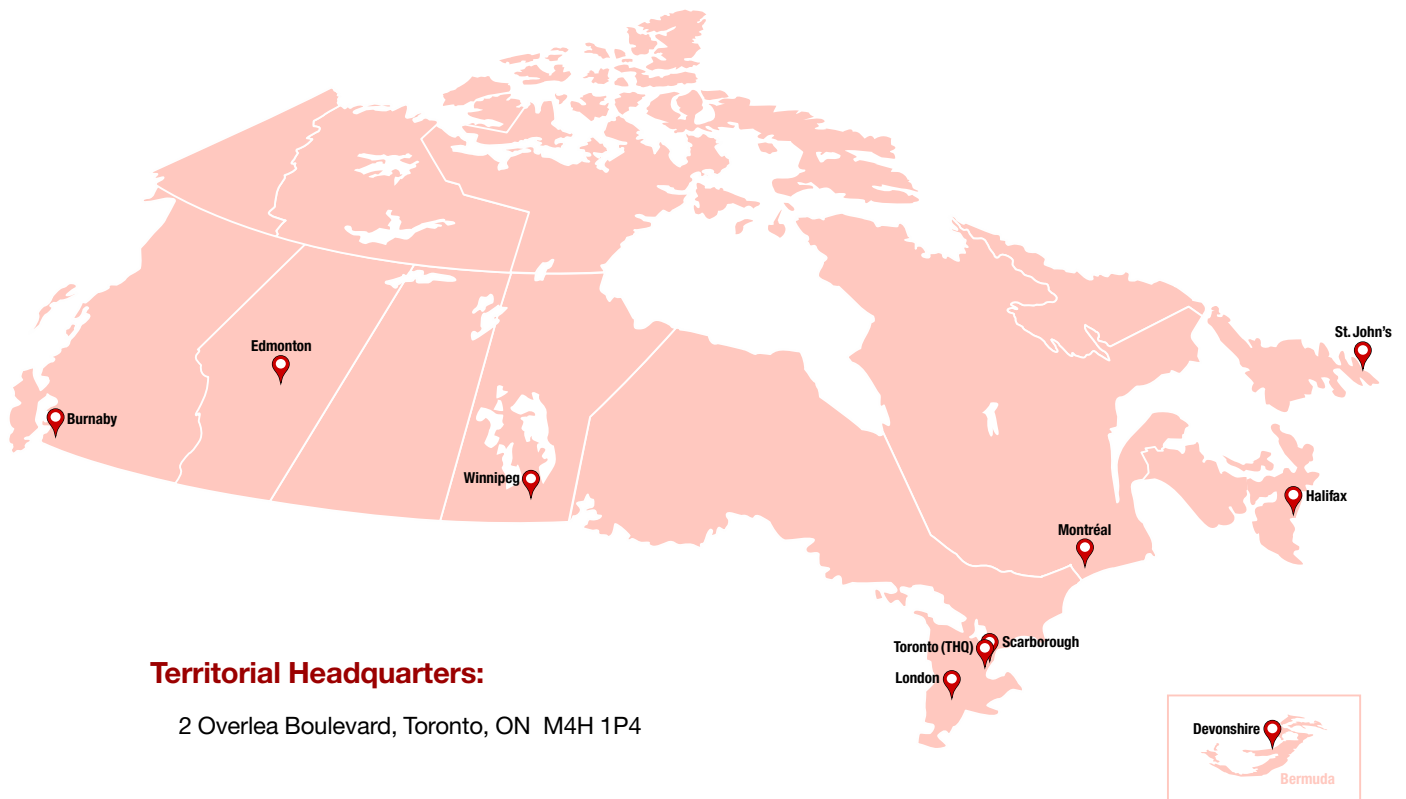 St. John's
Edmonton
Burnaby
Winnipeg
Halifax
Montréal
Toronto (THQ)
Scarborough
London
Territorial Headquarters:
2 Overlea Boulevard, Toronto, ON M4H 1P4
Devonshire
Bermuda